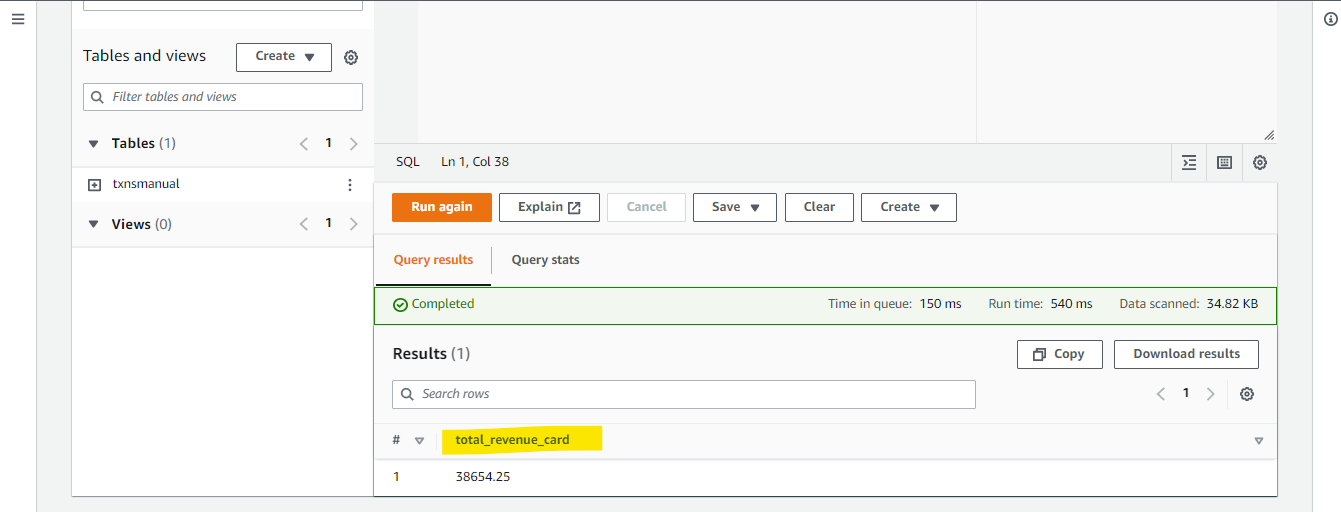 Tables and views
Create
Filter tables and views
Tables (1)
1
txnsmanual
Views (0)
1
SQL
Ln 1, Col 38
Run again
Explain
Cancel
Save
Clear
Create
Query results
Query stats
Completed
Time in queue: 150 ms
Run time: 540 ms
Data scanned: 34.82 KB
Results (1)
Copy
Download results
Search rows
1
# total_revenue_card
1 38654.25